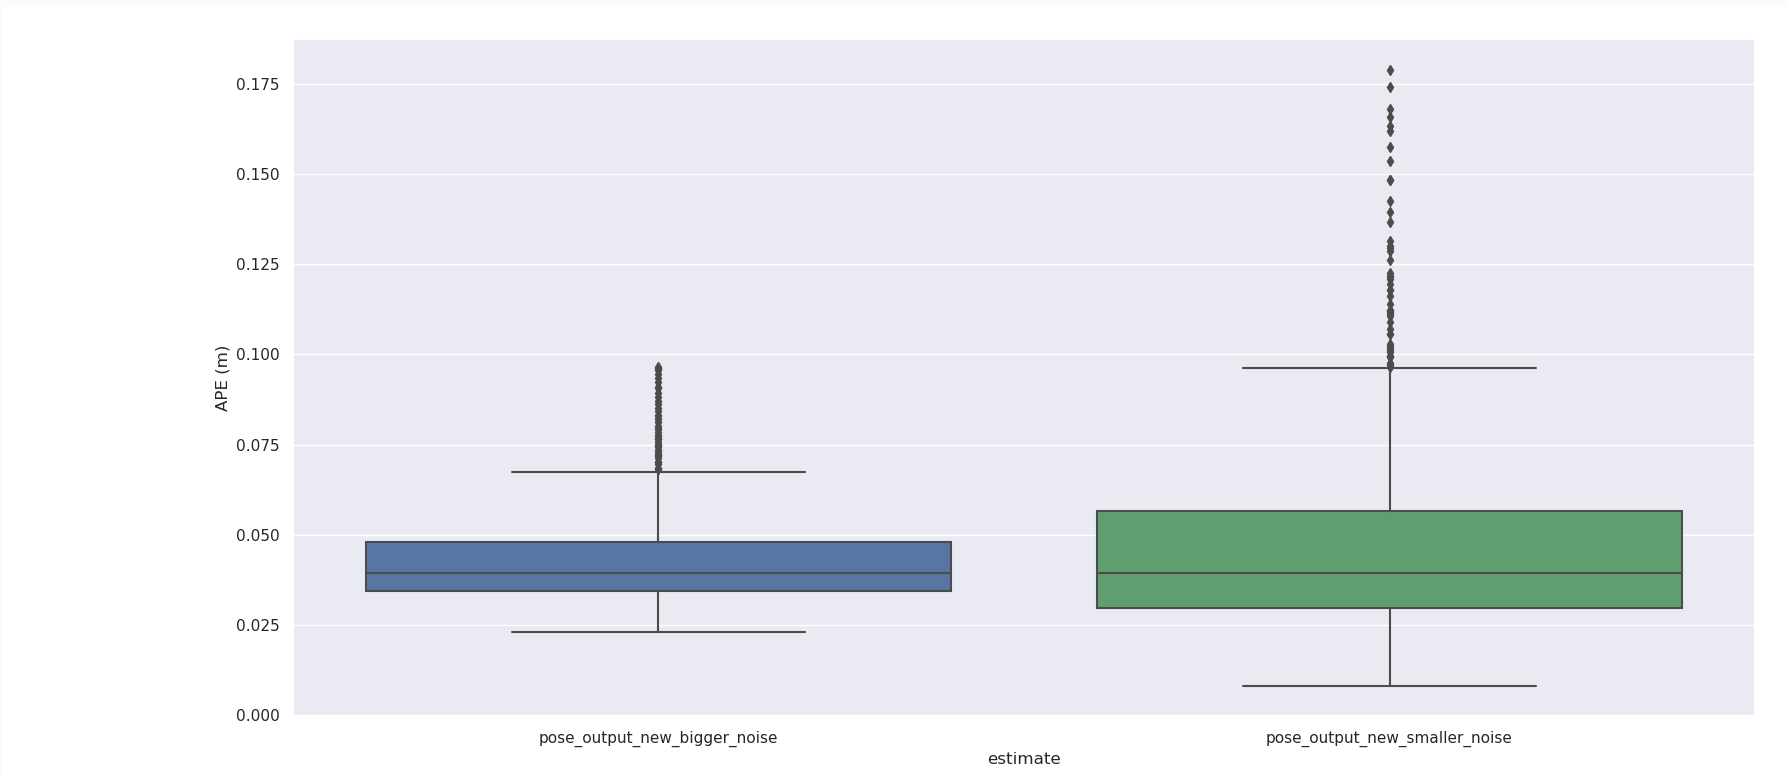 0.175
0.150
0.125
0.100
0.075
0.050
0.025
0.000
APE (m)
pose_output_new_bigger_noise
pose_output_new_smaller_noise
estimate